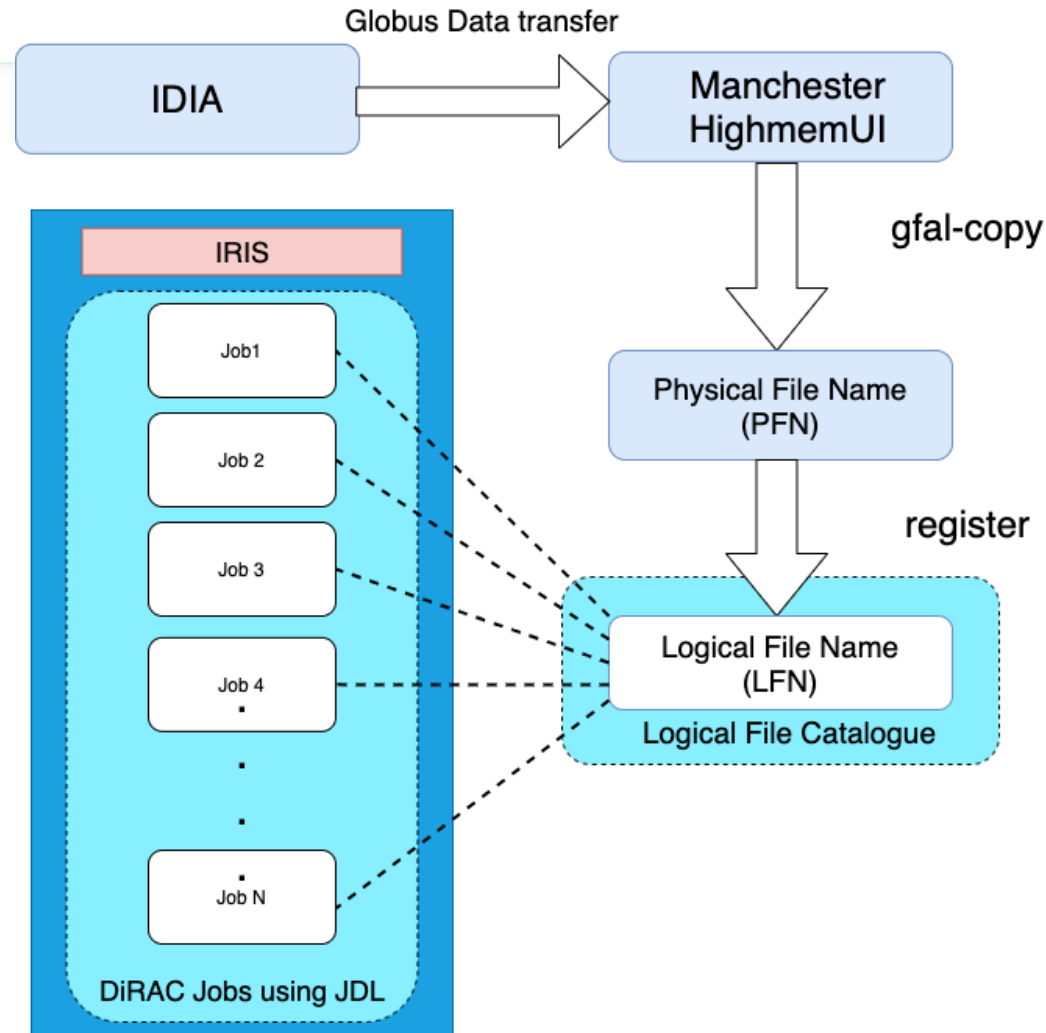 Globus Data transfer
IDIA
Manchester
HighmemUI
gfal-copy
IRIS
Job1
Physical File Name
(PFN)
Job 2
register
Job 3
Logical File Name
(LFN)
Job 4
Logical File Catalogue
Job N
DiRAC Jobs using JDL